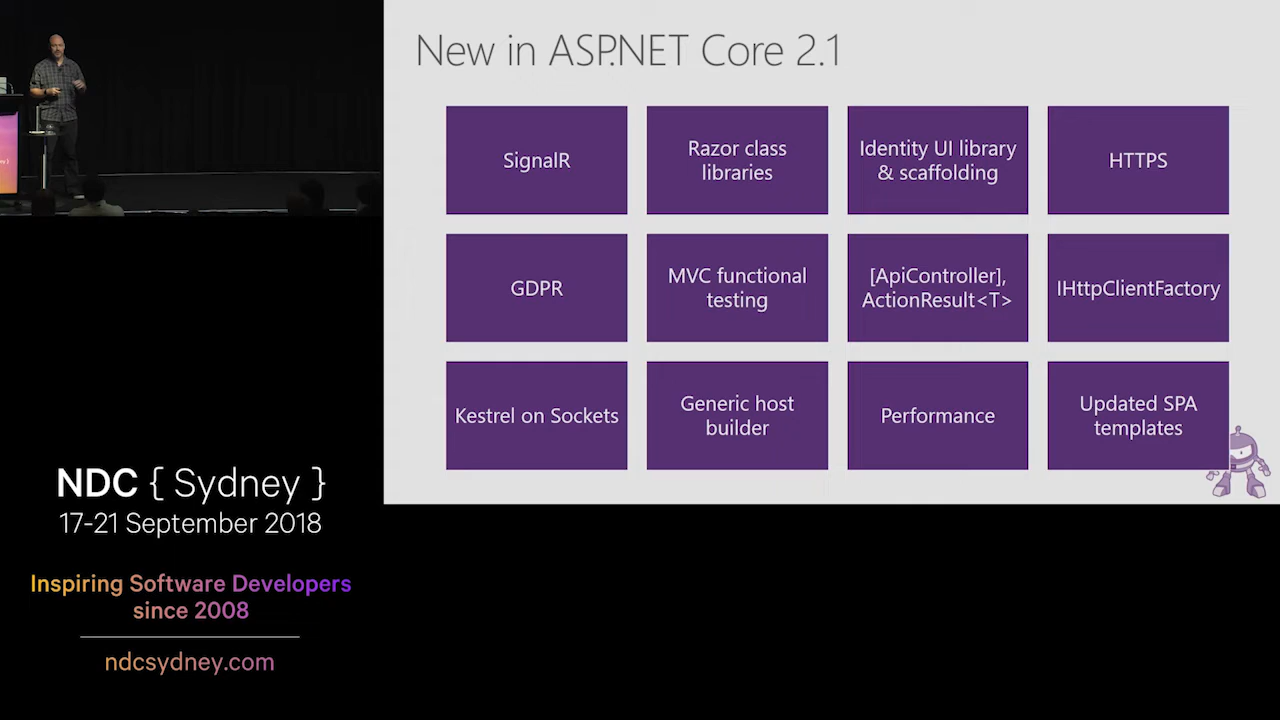 New in ASP.NET Core 2.1
SignalR
Razor class
libraries
Identity UI library
& scaffolding
HTTPS
GDPR
MVC functional
testing
[ApiController],
ActionResult<T>
IHttpClientFactory
Kestrel on Sockets
Generic host
builder
Performance
Updated SPA
templates
NDC { Sydney }
17-21 September 2018
Inspiring Software Developers
since 2008
ndcsydney.com